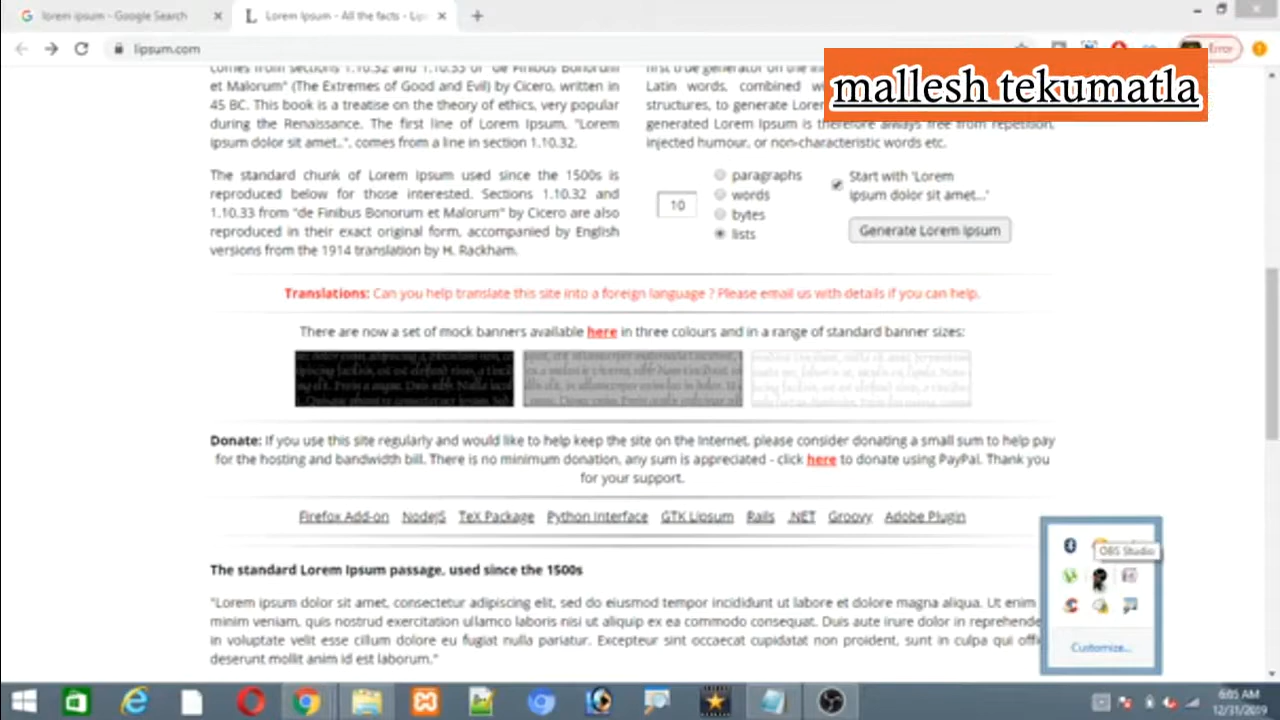 lorem ipsum - Google Search
Lorem Ipsum - All the facts - Lip
lipsum.com
Error
mallesh tekumatla
comes from sections 1.10.32 and 1.10.33 of "de Finibus Bonorum
et Malorum" (The Extremes of Good and Evil) by Cicero, written in
45 BC. This book is a treatise on the theory of ethics, very popular
during the Renaissance. The first line of Lorem Ipsum, "Lorem
ipsum dolor sit amet..", comes from a line in section 1.10.32.
The standard chunk of Lorem Ipsum used since the 1500s is
reproduced below for those interested. Sections 1.10.32 and
1.10.33 from "de Finibus Bonorum et Malorum" by Cicero are also
reproduced in their exact original form, accompanied by English
versions from the 1914 translation by H. Rackham.
first true generator on the
Latin words, combined
structures, to generate
generated Lorem Ipsum is therefore always free from repetition,
injected humour, or non-characteristic words etc.
10
paragraphs
words
bytes
lists
Start with 'Lorem
ipsum dolor sit amet...'
Generate Lorem Ipsum
Translations: Can you help translate this site into a foreign language ? Please email us with details if you can help.
There are now a set of mock banners available here in three colours and in a range of standard banner sizes:
Donate: If you use this site regularly and would like to help keep the site on the Internet, please consider donating a small sum to help pay
for the hosting and bandwidth bill. There is no minimum donation, any sum is appreciated - click here to donate using PayPal. Thank you
for your support.
Firefox Add-on NodeJS TeX Package Python Interface GTK Lipsum Rails .NET Groovy Adobe Plugin
The standard Lorem Ipsum passage, used since the 1500s
"Lorem ipsum dolor sit amet, consectetur adipiscing elit, sed do eiusmod tempor incididunt ut labore et dolore magna aliqua. Ut enim
minim veniam, quis nostrud exercitation ullamco laboris nisi ut aliquip ex ea commodo consequat. Duis aute irure dolor in reprehende
in voluptate velit esse cillum dolore eu fugiat nulla pariatur. Excepteur sint occaecat cupidatat non proident, sunt in culpa qui offi
deserunt mollit anim id est laborum."
OBS Studio
Customize...
6:05 AM
12/31/2019